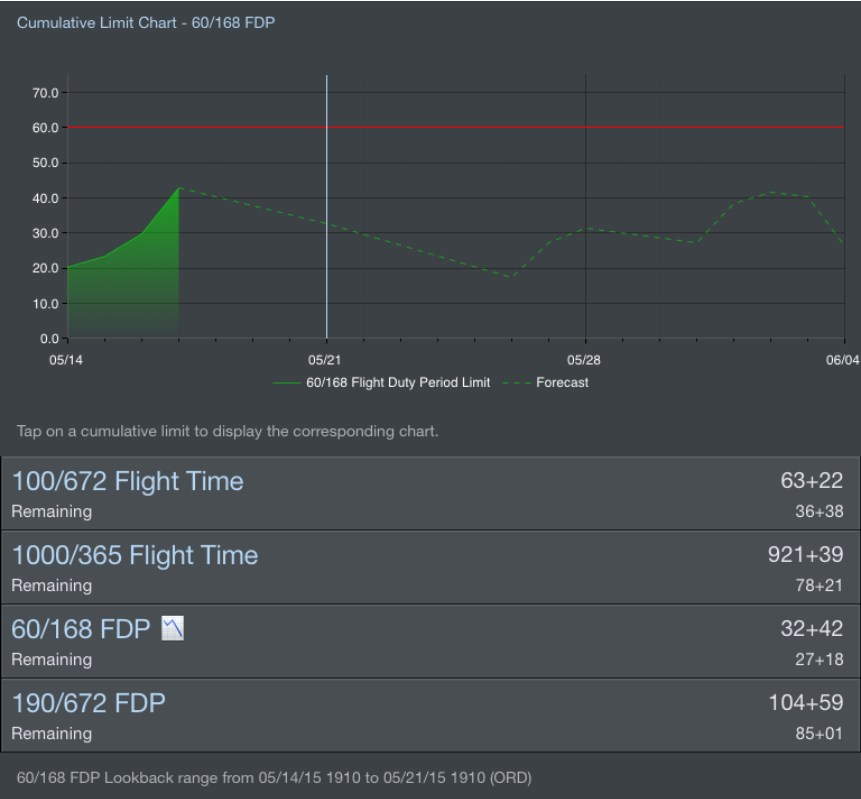 Cumulative Limit Chart - 60/168 FDP
70.0
60.0
50.0
40.0
30.0
20.0
10.0
0.0
05/14 05/21 05/28 06/04
60/168 Flight Duty Period Limit Forecast
Tap on a cumulative limit to display the corresponding chart.
100/672 Flight Time 63+22
Remaining 36+38
1000/365 Flight Time 921+39
Remaining 78+21
60/168 FDP 32+42
Remaining 27+18
190/672 FDP 104+59
Remaining 85+01
60/168 FDP Lookback range from 05/14/15 1910 to 05/21/15 1910 (ORD)